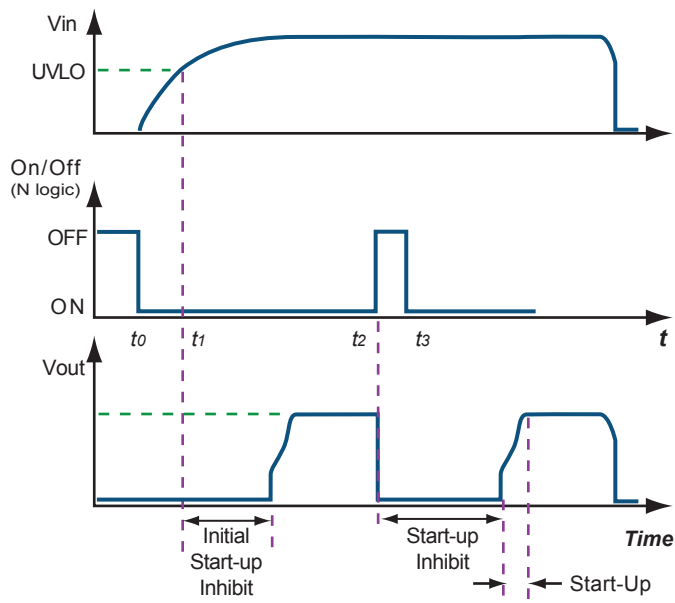 Vin
UVLO
On/Off
(N logic)
OFF
ON
t0 t1 t2 t3 t
Vout
Initial
Start-up
Inhibit
Start-up
Inhibit
Time
Start-Up